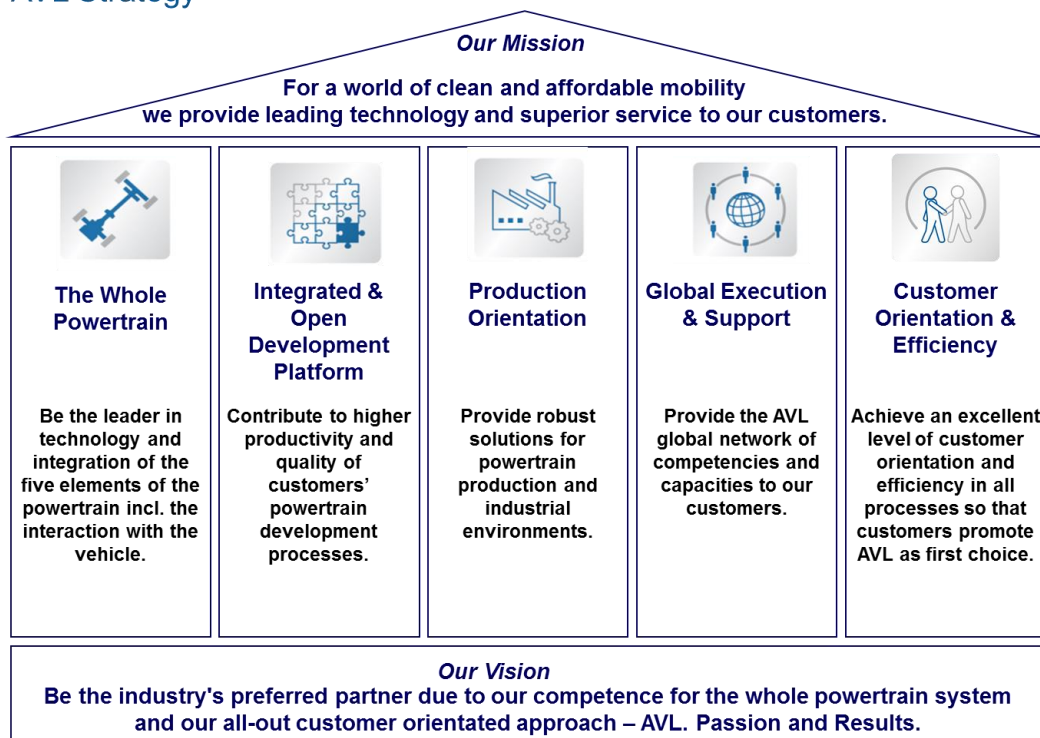 AVL Strategy
Our Mission
For a world of clean and affordable mobility
we provide leading technology and superior service to our customers.
The Whole
Powertrain
Be the leader in
technology and
integration of the
five elements of the
powertrain incl. the
interaction with the
vehicle.
Integrated &
Open
Development
Platform
Contribute to higher
productivity and
quality of
customers’
powertrain
development
processes.
Production
Orientation
Provide robust
solutions for
powertrain
production and
industrial
environments.
Global Execution
& Support
Provide the AVL
global network of
competencies and
capacities to our
customers.
Customer
Orientation &
Efficiency
Achieve an excellent
level of customer
orientation and
efficiency in all
processes so that
customers promote
AVL as first choice.
Our Vision
Be the industry's preferred partner due to our competence for the whole powertrain system
and our all-out customer orientated approach – AVL. Passion and Results.